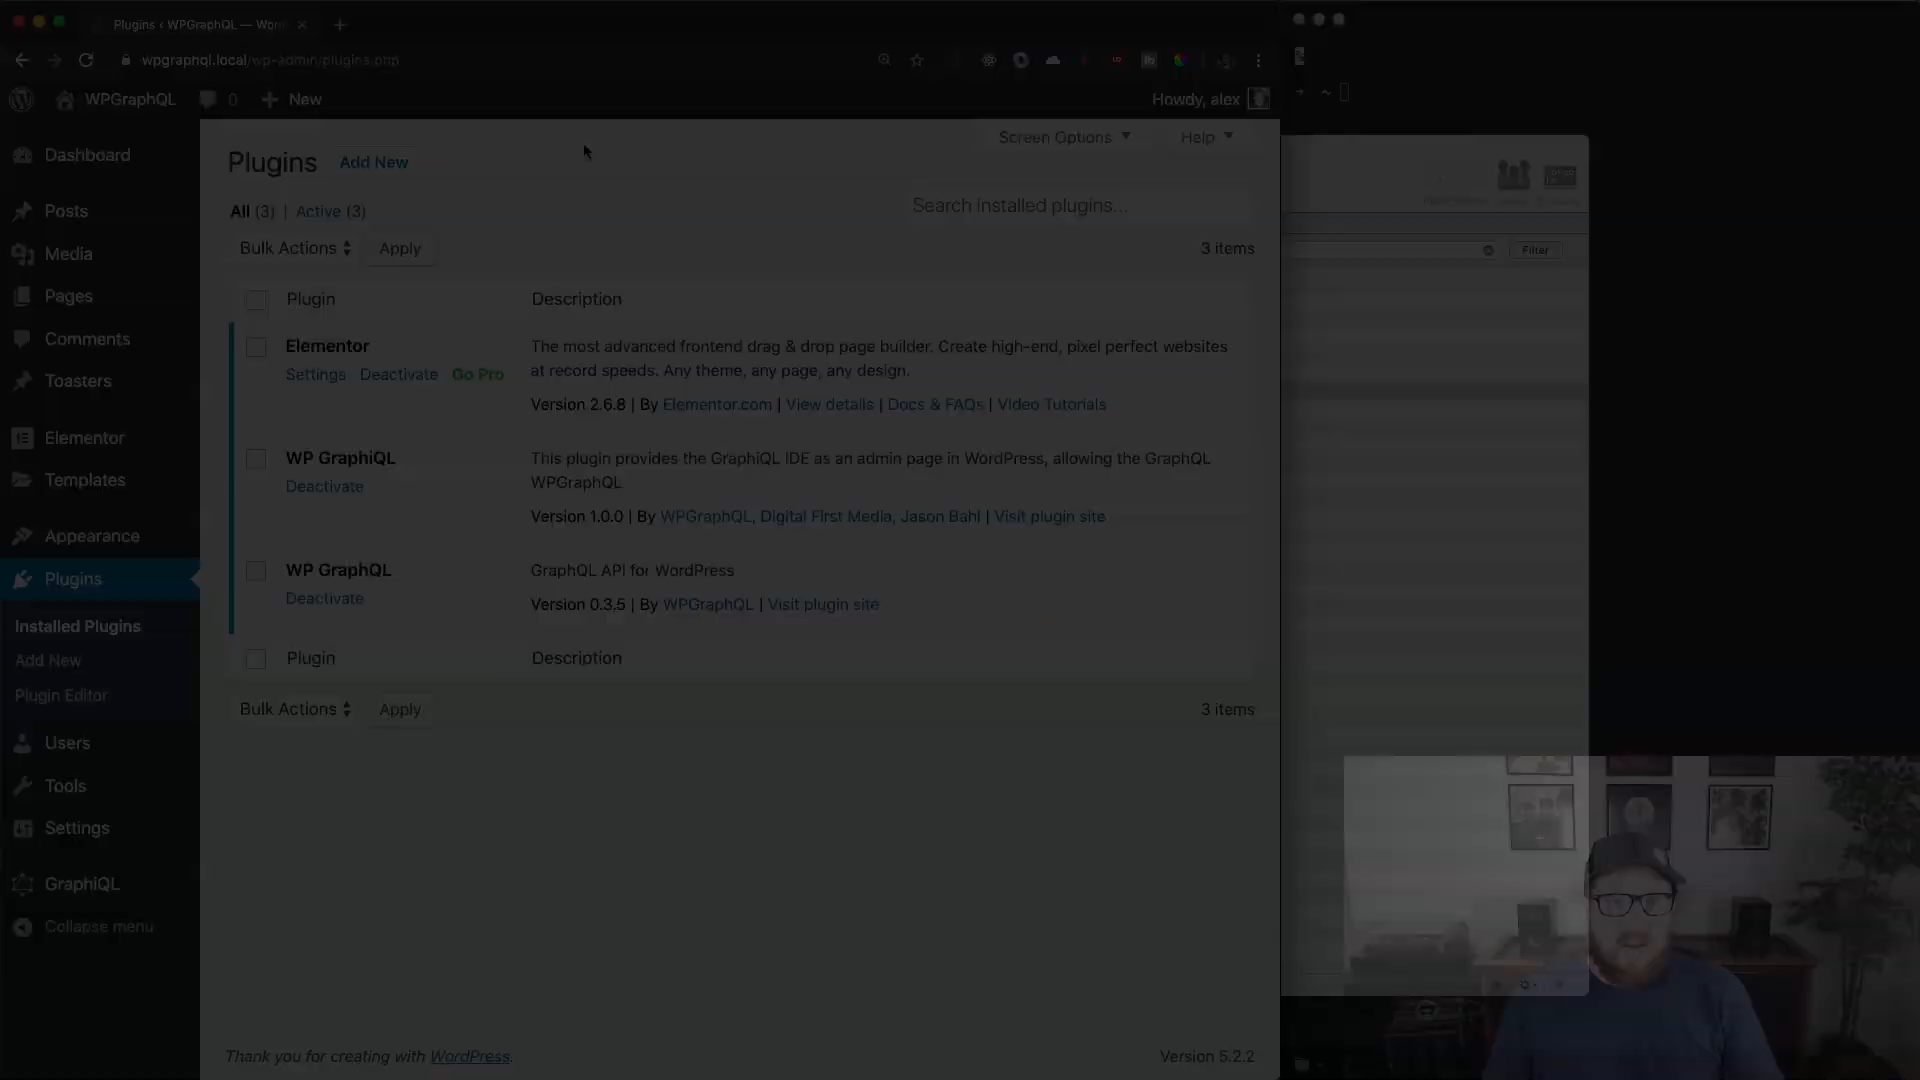 Plugins ‹ WPGraphQL — Wor
wpgraphql.local/wp-admin/plugins.php
WPGraphQL
0
New
Howdy, alex
Dashboard
Posts
Media
Pages
Comments
Toasters
Elementor
Templates
Appearance
Plugins
Installed Plugins
Add New
Plugin Editor
Users
Tools
Settings
GraphiQL
Collapse menu
Screen Options
Help
Plugins
Add New
All (3) | Active (3)
Search installed plugins...
Bulk Actions
Apply
3 items
Plugin
Description
Elementor
Settings
Deactivate
Go Pro
The most advanced frontend drag & drop page builder. Create high-end, pixel perfect websites
at record speeds. Any theme, any page, any design.
Version 2.6.8 | By Elementor.com | View details | Docs & FAQs | Video Tutorials
WP GraphiQL
Deactivate
This plugin provides the GraphiQL IDE as an admin page in WordPress, allowing the GraphQL
WPGraphQL
Version 1.0.0 | By WPGraphQL, Digital First Media, Jason Bahl | Visit plugin site
WP GraphQL
Deactivate
GraphQL API for WordPress
Version 0.3.5 | By WPGraphQL | Visit plugin site
Plugin
Description
Bulk Actions
Apply
3 items
Thank you for creating with WordPress.
Version 5.2.2
~
Filter